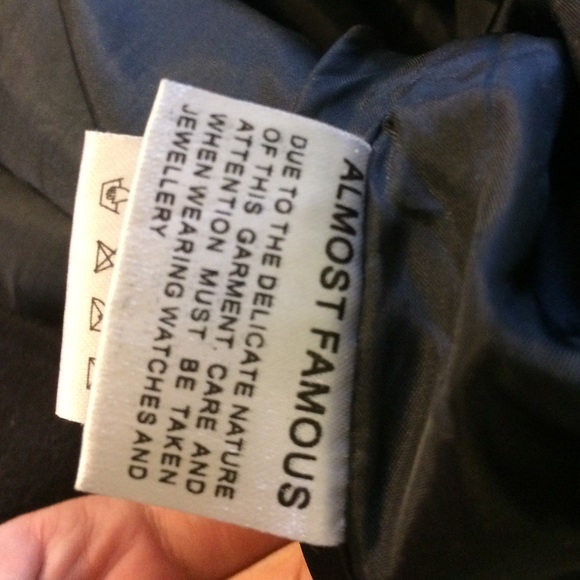 ALMOST FAMOUS
DUE TO THE DELICATE NATURE
OF THIS GARMENT, CARE AND
ATTENTION MUST BE TAKEN
WHEN WEARING WATCHES AND
JEWELLERY